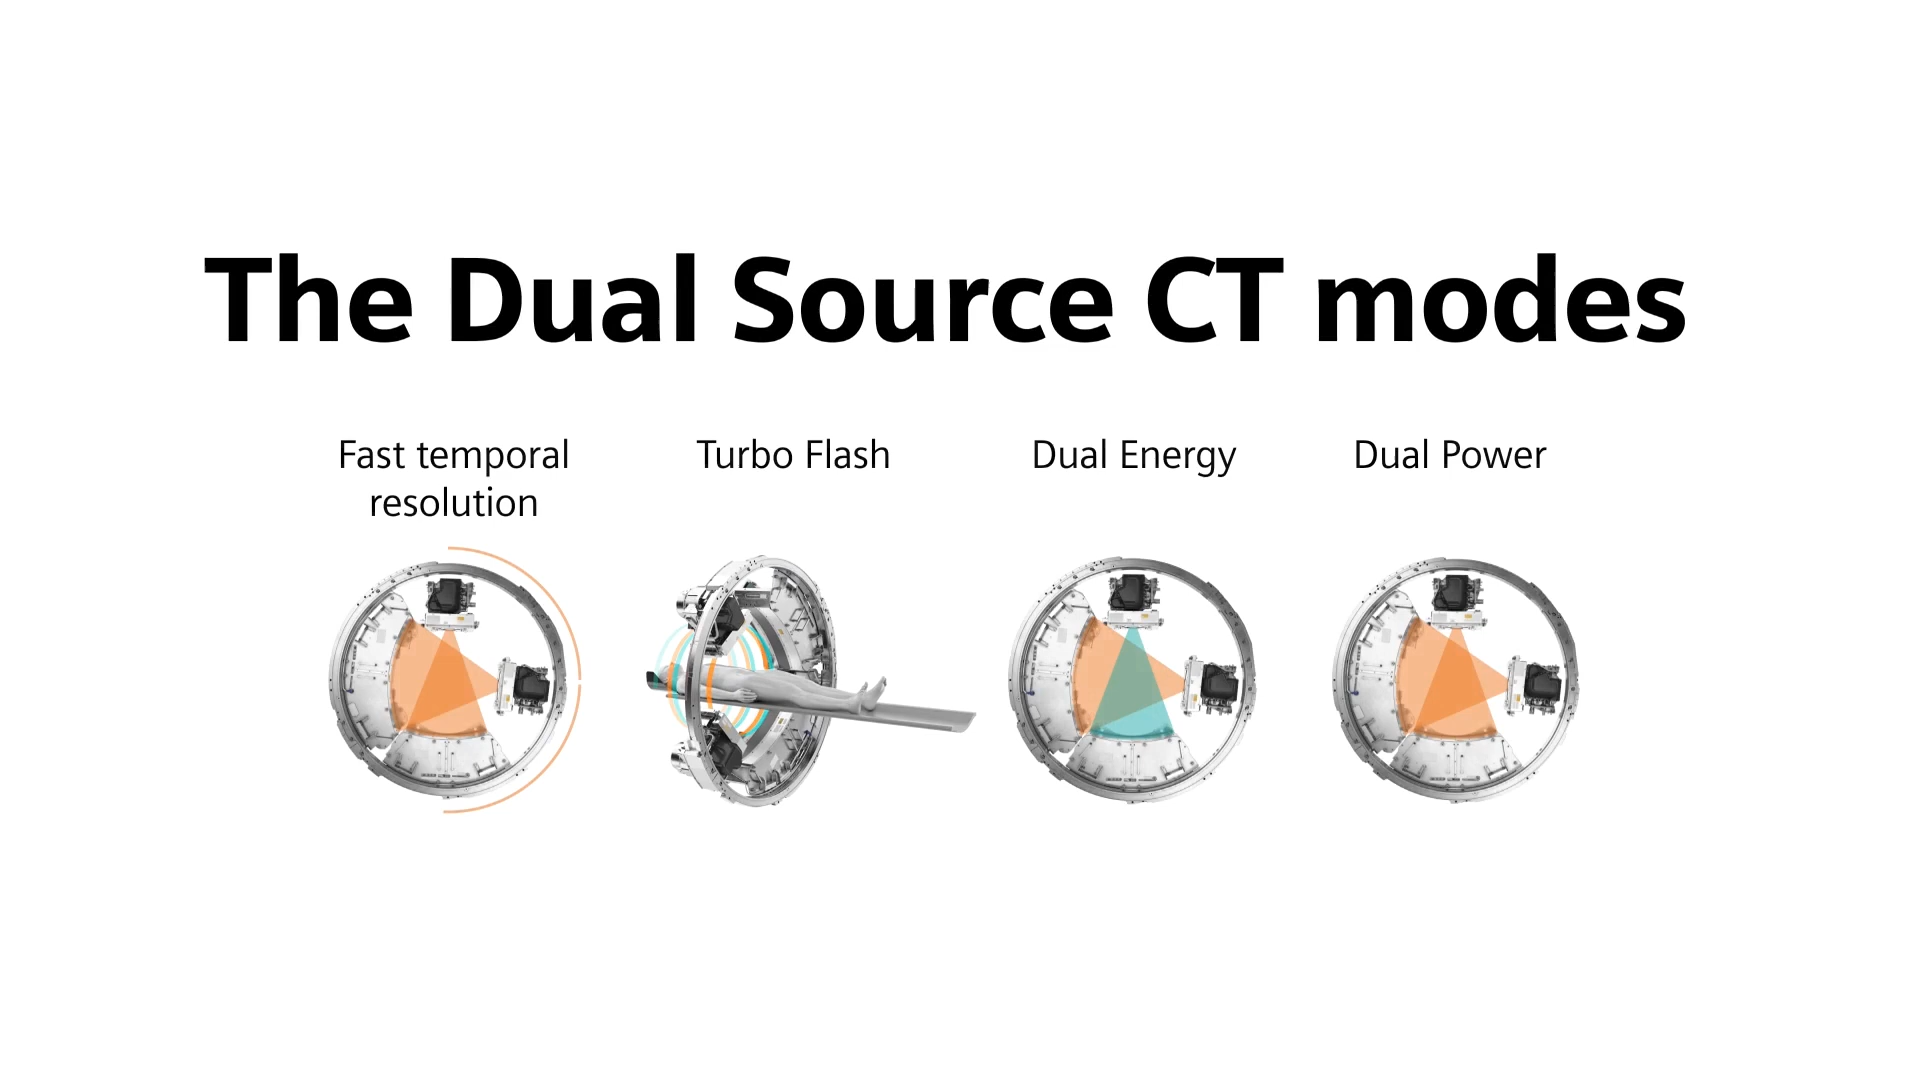 The Dual Source CT modes
Fast temporal
resolution
Turbo Flash
Dual Energy
Dual Power